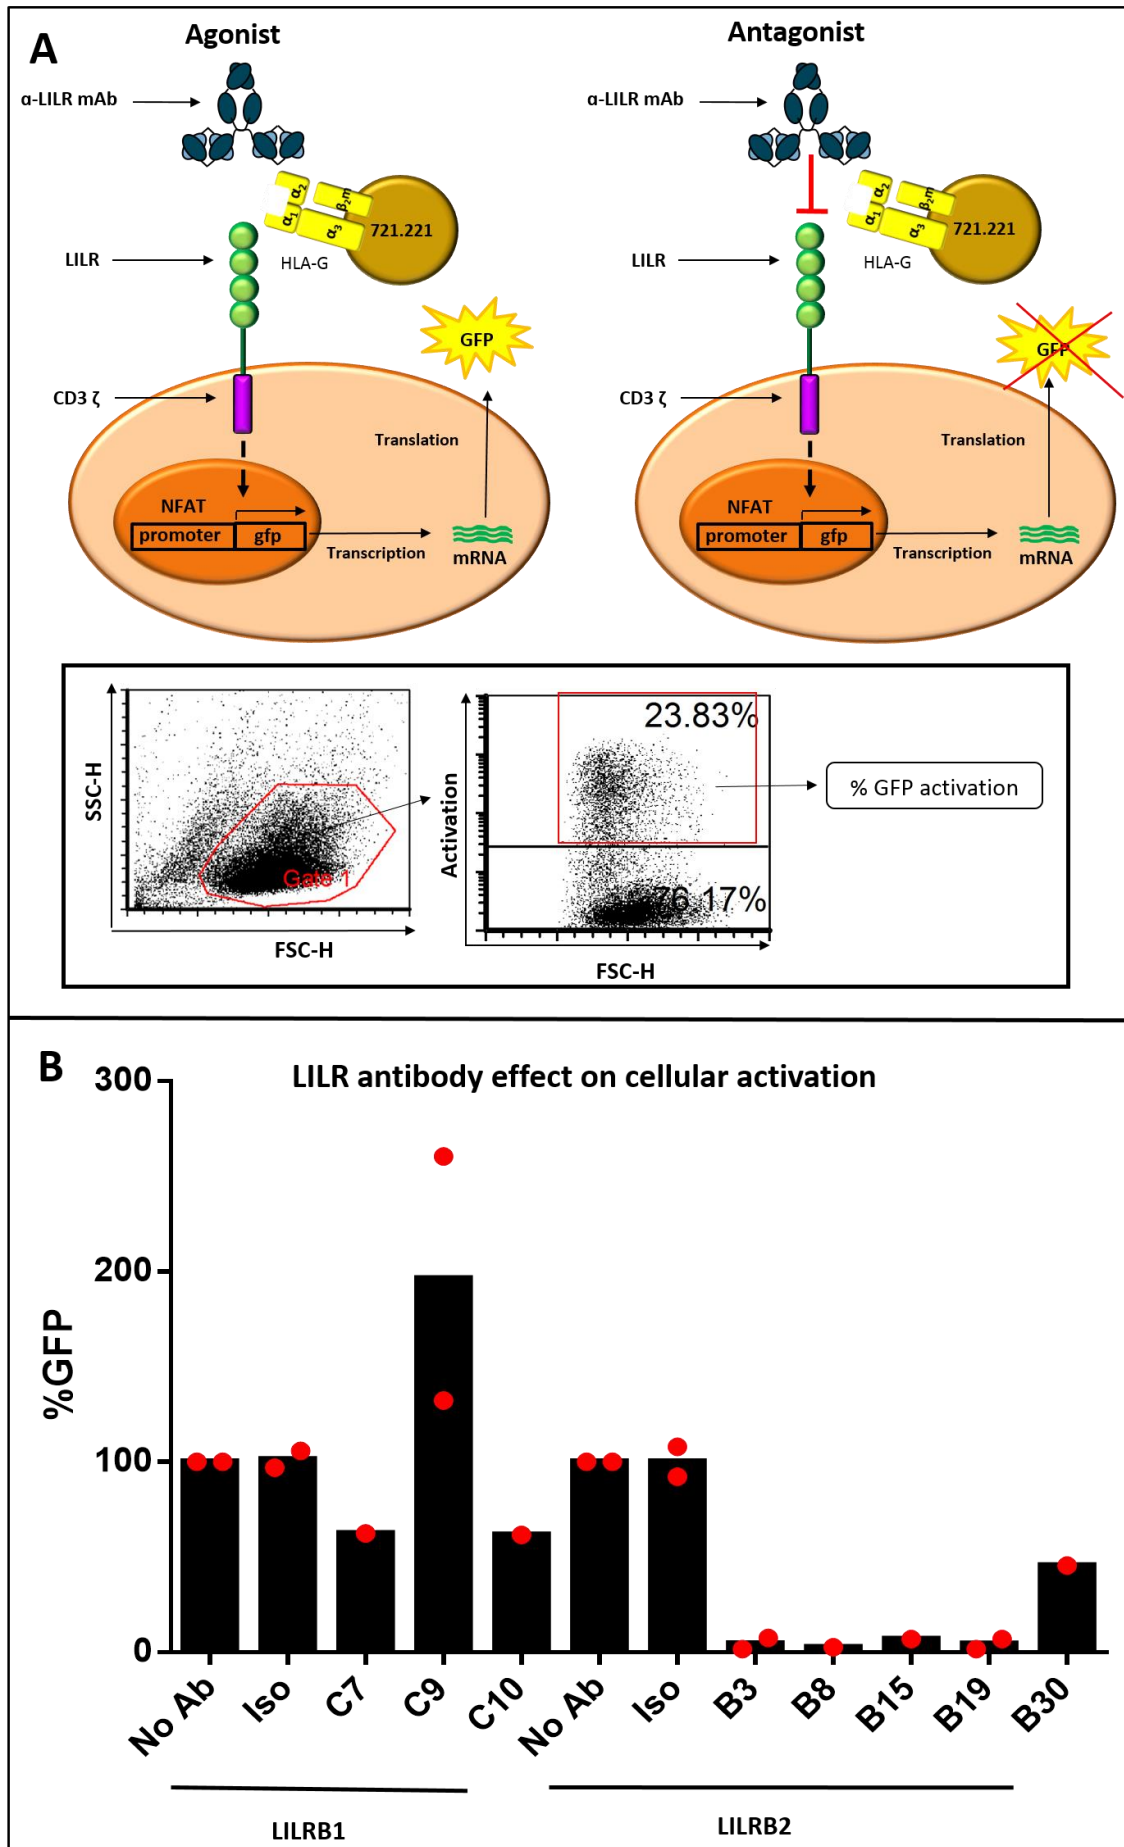 A
Agonist
Antagonist
α-LILR mAb
α-LILR mAb
α1
α2
β2m
α3
721.221
HLA-G
α1
α2
β2m
α3
721.221
HLA-G
LILR
LILR
GFP
GFP
CD3 ζ
CD3 ζ
Translation
Translation
NFAT
promoter
gfp
Transcription
mRNA
NFAT
promoter
gfp
Transcription
mRNA
SSC-H
Gate 1
FSC-H
Activation
23.83%
76.17%
FSC-H
% GFP activation
B
LILR antibody effect on cellular activation
%GFP
300
200
100
0
No Ab
Iso
C7
C9
C10
No Ab
Iso
B3
B8
B15
B19
B30
LILRB1
LILRB2